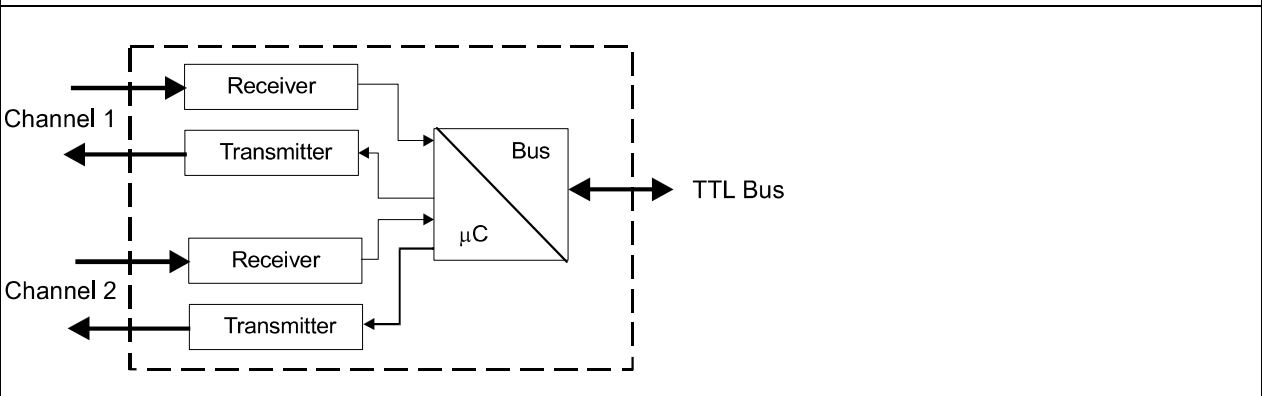 Receiver
Channel 1
Transmitter
Bus
TTL Bus
μC
Receiver
Channel 2
Transmitter